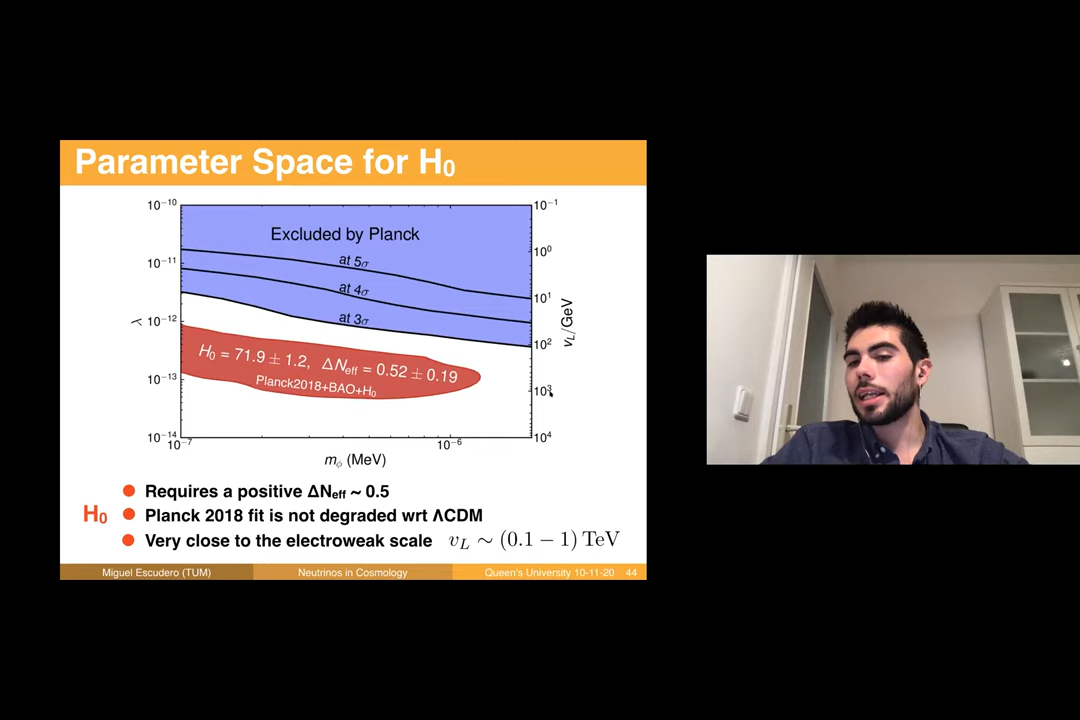 Parameter Space for H₀
10⁻¹⁰
10⁻¹¹
10⁻¹²
10⁻¹³
10⁻¹⁴
λ
Excluded by Planck
at 5σ
at 4σ
at 3σ
H₀ = 71.9 ± 1.2, ΔN_eff = 0.52 ± 0.19
Planck2018+BAO+H₀
10⁻¹
10⁰
10¹
10²
10³
10⁴
v_L/GeV
10⁻⁷
10⁻⁶
m_ϕ (MeV)
H₀
Requires a positive ΔN_eff ~ 0.5
Planck 2018 fit is not degraded wrt ΛCDM
Very close to the electroweak scale v_L ∼ (0.1 − 1) TeV
Miguel Escudero (TUM) Neutrinos in Cosmology Queen's University 10-11-20 44